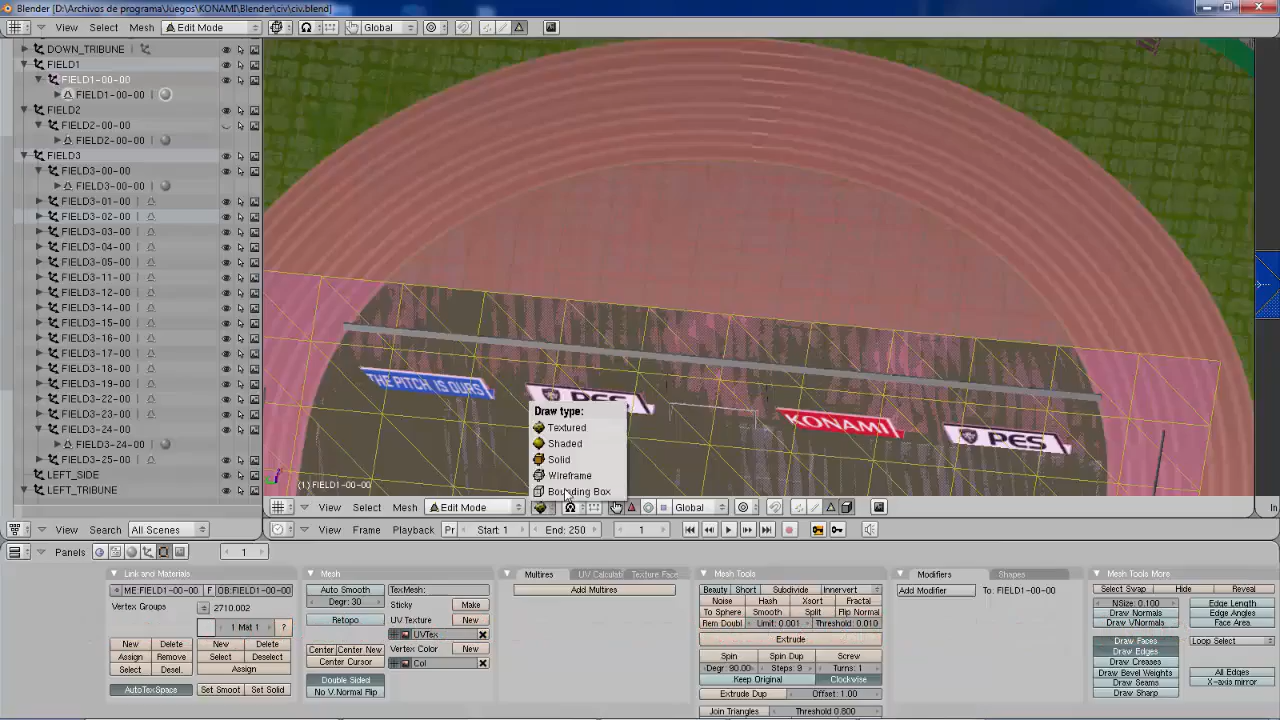 Blender [D:\Archivos de programa\Juegos\KONAMI\Blender\civ\civ.blend]
View Select Mesh Edit Mode Global
DOWN_TRIBUNE
FIELD1
FIELD1-00-00
FIELD1-00-00
FIELD2
FIELD2-00-00
FIELD2-00-00
FIELD3
FIELD3-00-00
FIELD3-00-00
FIELD3-01-00
FIELD3-02-00
FIELD3-03-00
FIELD3-04-00
FIELD3-05-00
FIELD3-11-00
FIELD3-12-00
FIELD3-14-00
FIELD3-15-00
FIELD3-16-00
FIELD3-17-00
FIELD3-18-00
FIELD3-19-00
FIELD3-22-00
FIELD3-23-00
FIELD3-24-00
FIELD3-24-00
FIELD3-25-00
LEFT_SIDE
LEFT_TRIBUNE
THE PITCH IS OURS
PES
KONAMI
PES
Draw type:
Textured
Shaded
Solid
Wireframe
Bounding Box
(1) FIELD1-00-00
View Select Mesh Edit Mode Global In
View Search All Scenes
View Frame Playback Pr Start: 1 End: 250 1
Panels 1
Link and Materials
ME FIELD1-00-00 F OB:FIELD1-00-00
Vertex Groups
2710.002
1 Mat 1 ?
New Delete New Delete
Assign Remove Select Deselect
Select Desel. Assign
AutoTexSpace Set Smoot Set Solid
Mesh
Auto Smooth
Degr: 30
Retopo
TexMesh:
Sticky Make
UV Texture New
UVTex
Vertex Color New
Col
Center Center New
Center Cursor
Double Sided
No V.Normal Flip
Multires UV Calculati Texture Face
Add Multires
Mesh Tools
Beauty Short Subdivide Innervert
Noise Hash Xsort Fractal
To Sphere Smooth Split Flip Normal
Rem Doubl Limit: 0.001 Threshold: 0.010
Extrude
Spin Spin Dup Screw
Degr: 90.00 Steps: 9 Turns: 1
Keep Original Clockwise
Extrude Dup Offset: 1.00
Join Triangles Threshold 0.800
Modifiers Shapes
Add Modifier To: FIELD1-00-00
Mesh Tools More
Select Swap Hide Reveal
NSize: 0.100
Draw Normals
Draw VNormals
Edge Length
Edge Angles
Face Area
Draw Faces
Draw Edges
Draw Creases
Draw Bevel Weights
Draw Seams
Draw Sharp
Loop Select
All Edges
X-axis mirror